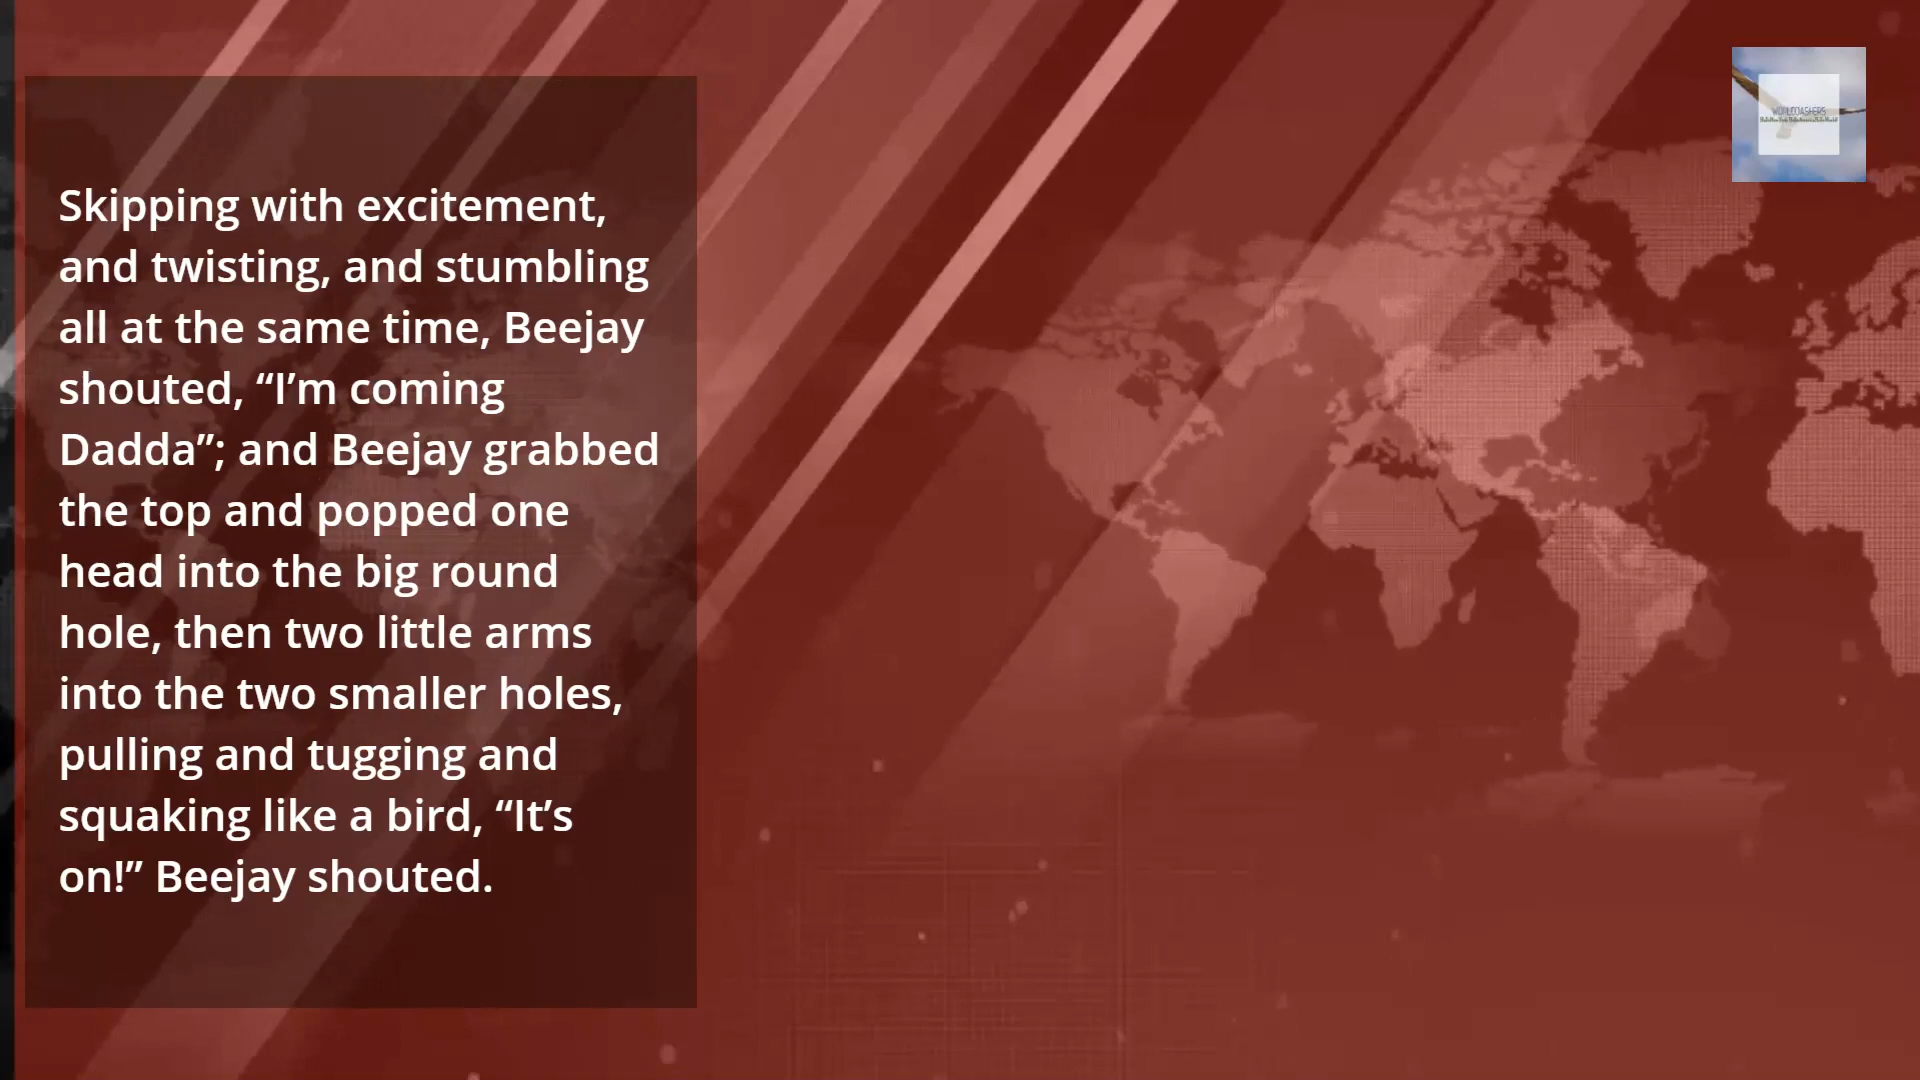 Skipping with excitement,
and twisting, and stumbling
all at the same time, Beejay
shouted, “I’m coming
Dadda”; and Beejay grabbed
the top and popped one
head into the big round
hole, then two little arms
into the two smaller holes,
pulling and tugging and
squaking like a bird, “It’s
on!” Beejay shouted.